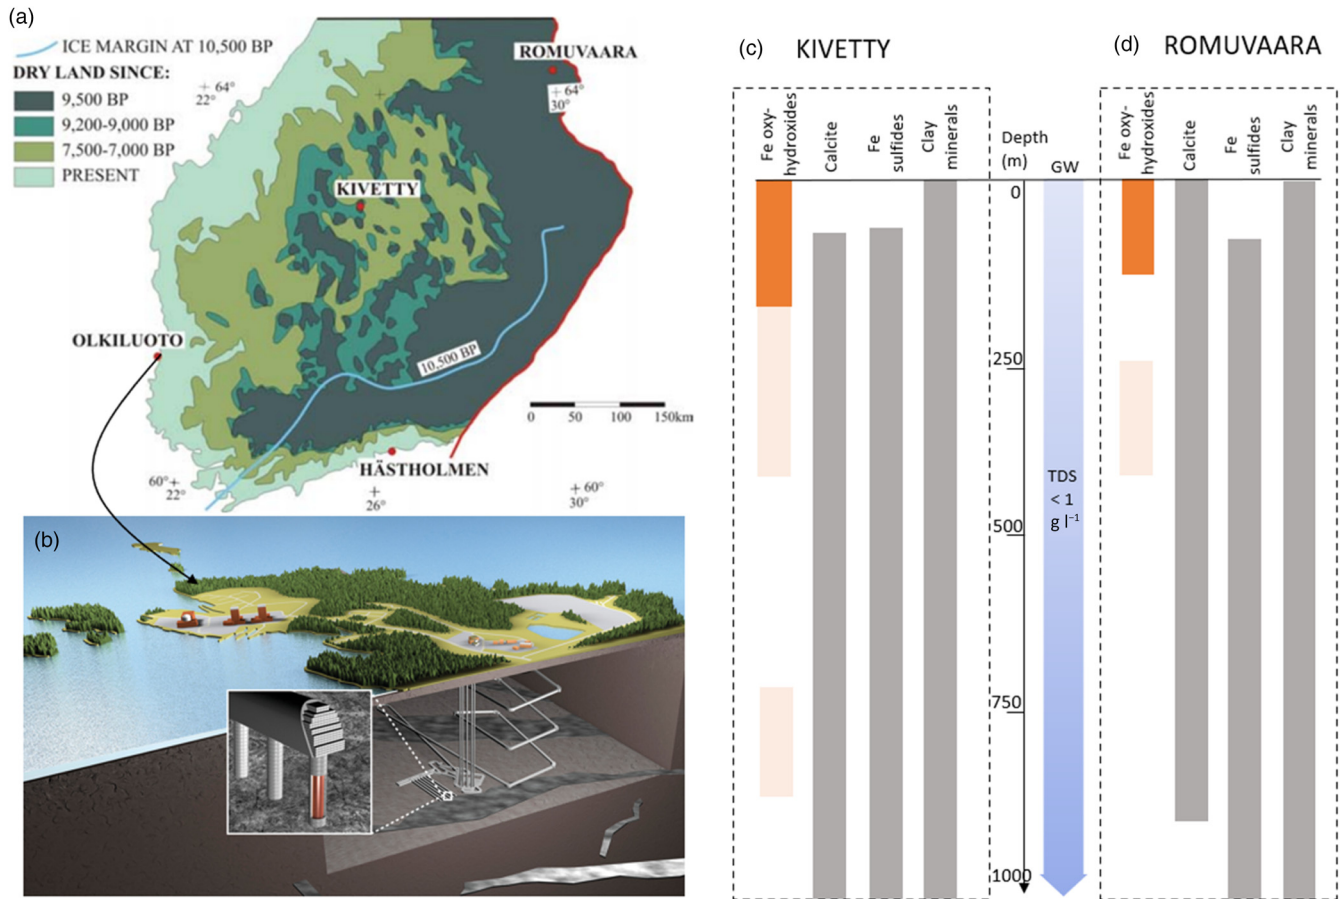 (a)
ICE MARGIN AT 10,500 BP
DRY LAND SINCE:
9,500 BP
9,200-9,000 BP
7,500-7,000 BP
PRESENT
+ 64°
22°
ROMUVAARA
+ 64°
30°
KIVETTY
OLKILUOTO
10,500 BP
0 50 100 150km
HÄSTHOLMEN
60°+
22°
+
26°
+ 60°
30°
(b)
(c) KIVETTY
Fe oxy-
hydroxides
Calcite
Fe
sulfides
Clay
minerals
Depth
(m)
GW
0
250
500
750
1000
TDS
< 1
g l⁻¹
(d) ROMUVAARA
Fe oxy-
hydroxides
Calcite
Fe
sulfides
Clay
minerals